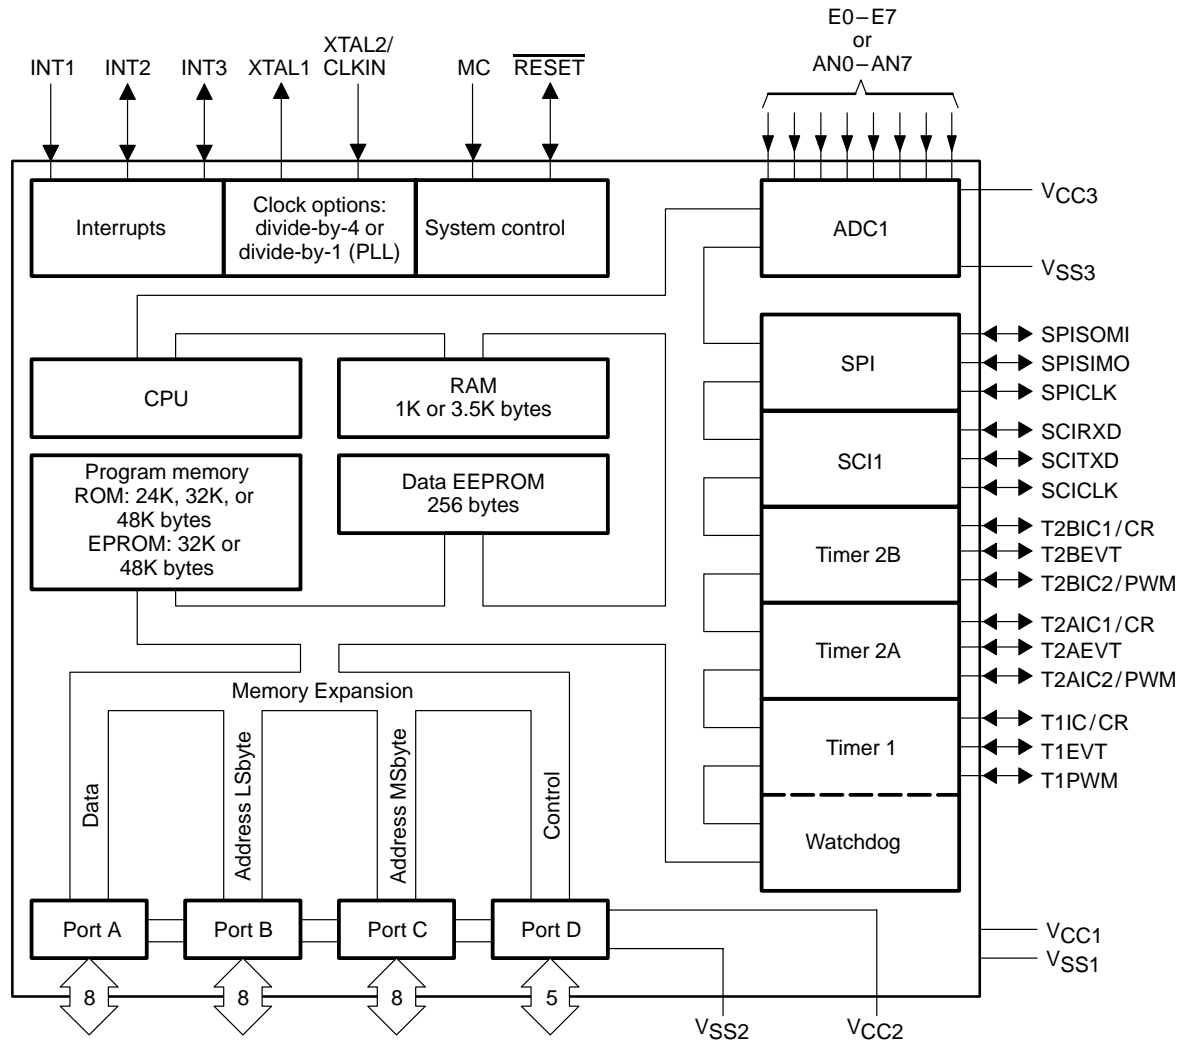 E0–E7
or
AN0–AN7
INT1
INT2
INT3
XTAL1
XTAL2/
CLKIN
MC
RESET
Interrupts
Clock options:
divide-by-4 or
divide-by-1 (PLL)
System control
ADC1
VCC3
VSS3
CPU
RAM
1K or 3.5K bytes
SPI
SPISOMI
SPISIMO
SPICLK
Program memory
ROM: 24K, 32K, or
48K bytes
EPROM: 32K or
48K bytes
Data EEPROM
256 bytes
SCI1
SCIRXD
SCITXD
SCICLK
Timer 2B
T2BIC1/CR
T2BEVT
T2BIC2/PWM
Timer 2A
T2AIC1/CR
T2AEVT
T2AIC2/PWM
Memory Expansion
Data
Address LSbyte
Address MSbyte
Control
Timer 1
T1IC/CR
T1EVT
T1PWM
Watchdog
Port A
Port B
Port C
Port D
VCC1
VSS1
8
8
8
5
VSS2
VCC2